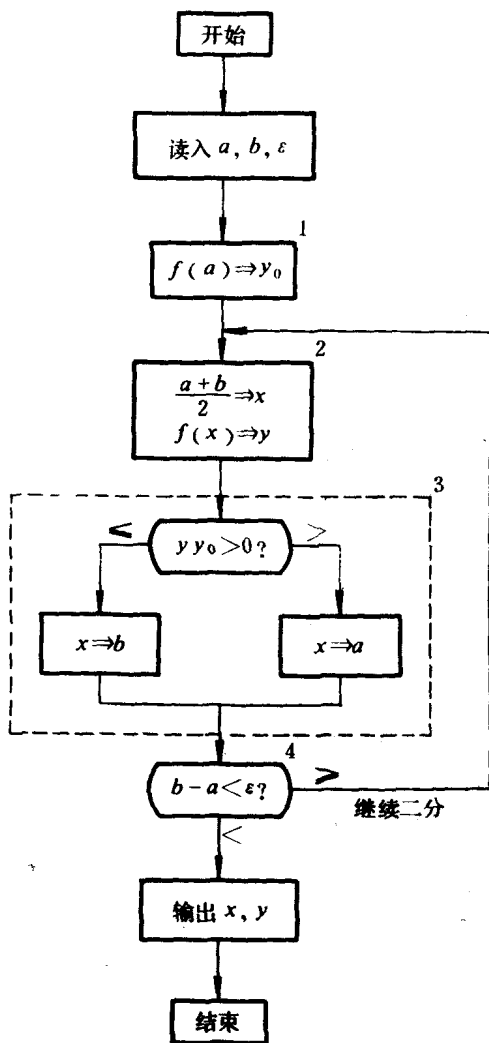 开始
读入 a, b, ε
1
f(a)⇒y₀
2
a+b/2⇒x
f(x)⇒y
3
≤ y y₀>0? >
x⇒b
x⇒a
4
b-a<ε? ≥
继续二分
<
输出 x, y
结束